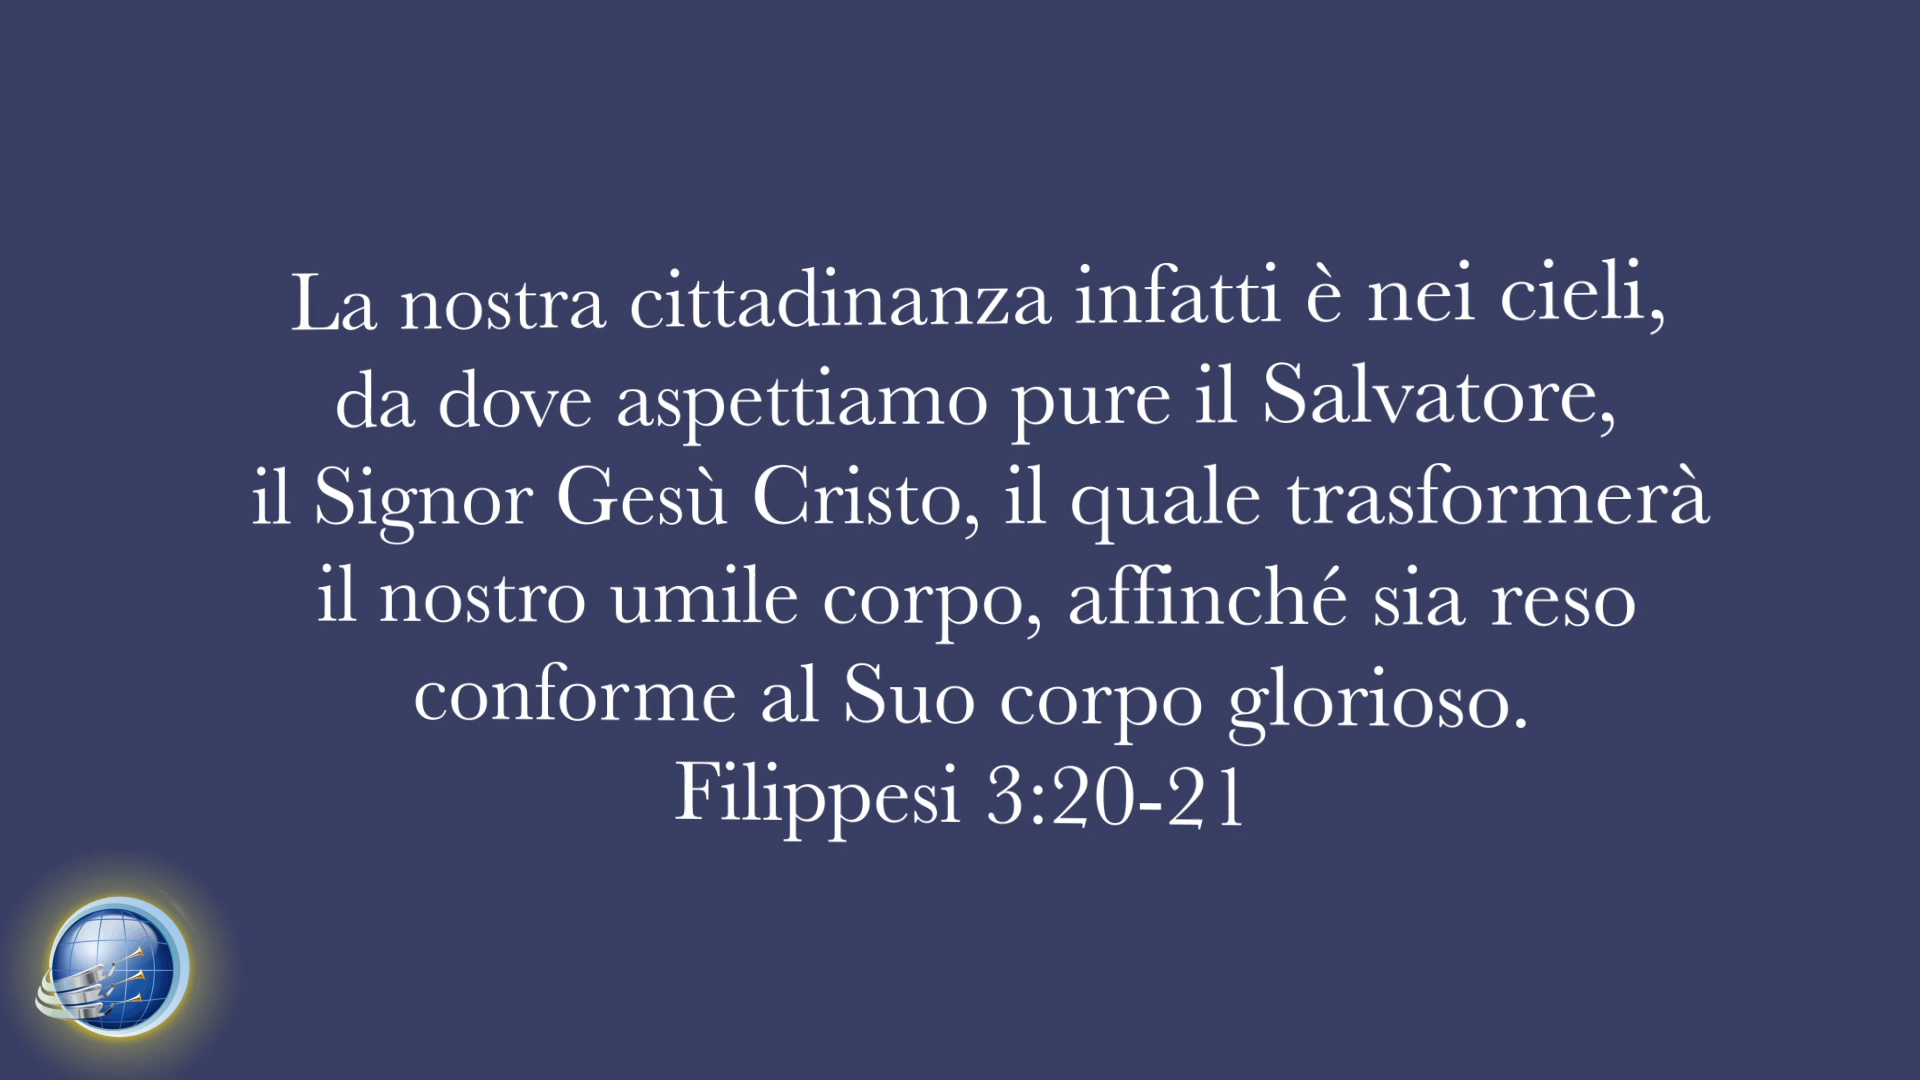 La nostra cittadinanza infatti è nei cieli,
da dove aspettiamo pure il Salvatore,
il Signor Gesù Cristo, il quale trasformerà
il nostro umile corpo, affinché sia reso
conforme al Suo corpo glorioso.
Filippesi 3:20-21